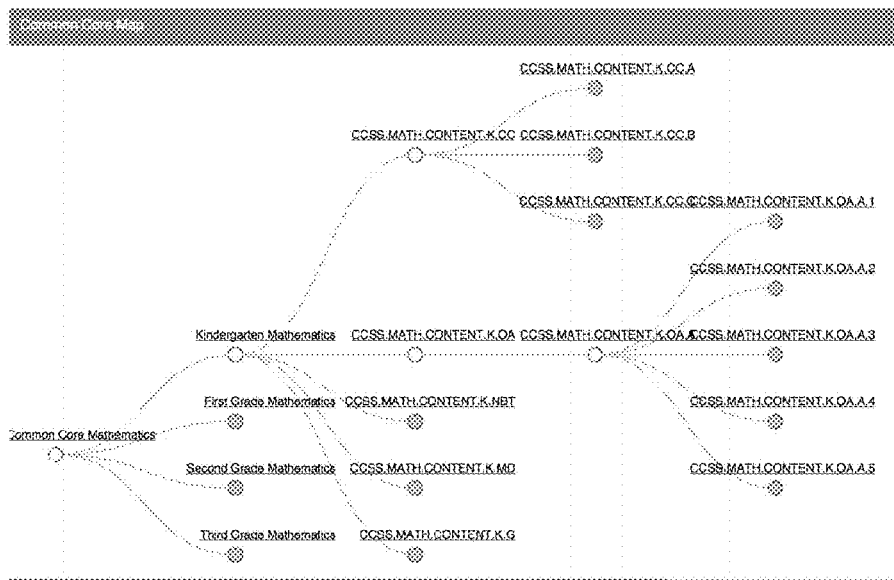 Common Core Map
CCSS.MATH.CONTENT.K.CC.A
CCSS.MATH.CONTENT.K.CC CCSS.MATH.CONTENT.K.CC.B
CCSS.MATH.CONTENT.K.CC.C CCSS.MATH.CONTENT.K.OA.A.1
CCSS.MATH.CONTENT.K.OA.A.2
Kindergarten Mathematics CCSS.MATH.CONTENT.K.OA CCSS.MATH.CONTENT.K.OA.A CCSS.MATH.CONTENT.K.OA.A.3
First Grade Mathematics CCSS.MATH.CONTENT.K.NBT CCSS.MATH.CONTENT.K.OA.A.4
Common Core Mathematics
Second Grade Mathematics CCSS.MATH.CONTENT.K.MD CCSS.MATH.CONTENT.K.OA.A.5
Third Grade Mathematics CCSS.MATH.CONTENT.K.G